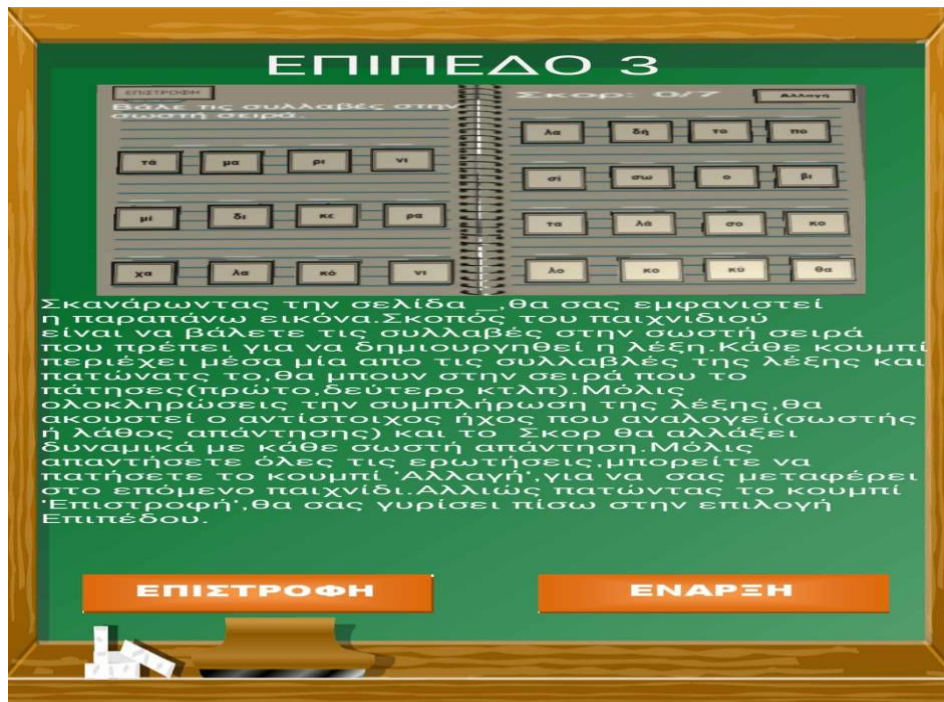 ΕΠΙΠΕΔΟ 3
ΕΠΙΣΤΡΟΦΗ
Βάλε τις συλλαβές στην
σωστή σειρά.
τά μα ρι νι
μί δι κε ρα
χα λα κό νι
Σκορ: 0/7 Αλλαγή
λα δή το πο
σί σω ο βι
τα λά σο κο
λο κο κύ θα
Σκανάρωντας την σελίδα _,θα σας εμφανιστεί
η παραπάνω εικόνα.Σκοπός του παιχνιδιού
είναι να βάλετε τις συλλαβές στην σωστή σειρά
που πρέπει για να δημιουργηθεί η λέξη.Κάθε κουμπί
περιέχει μέσα μία απο τις συλλαβλές της λέξης και
πατώνατς το,θα μπουν στην σειρά που το
πάτησες(πρώτο,δεύτερο κτλπ).Μόλις
ολοκληρώσεις την συμπλήρωση της λέξης,θα
ακουστεί ο αντίστοιχος ήχος που αναλογεί(σωστής
ή λάθος απάντησης) και το Σκορ θα αλλάξει
δυναμικά με κάθε σωστή απάντηση.Μόλις
απαντήσετε όλες τις ερωτήσεις,μπορείτε να
πατήσετε το κουμπί 'Αλλαγή',για να σας μεταφέρει
στο επόμενο παιχνίδι.Αλλιώς πατώντας το κουμπί
'Επιστροφή',θα σας γυρίσει πίσω στην επιλογή
Επιπέδου.
ΕΠΙΣΤΡΟΦΗ ΕΝΑΡΞΗ